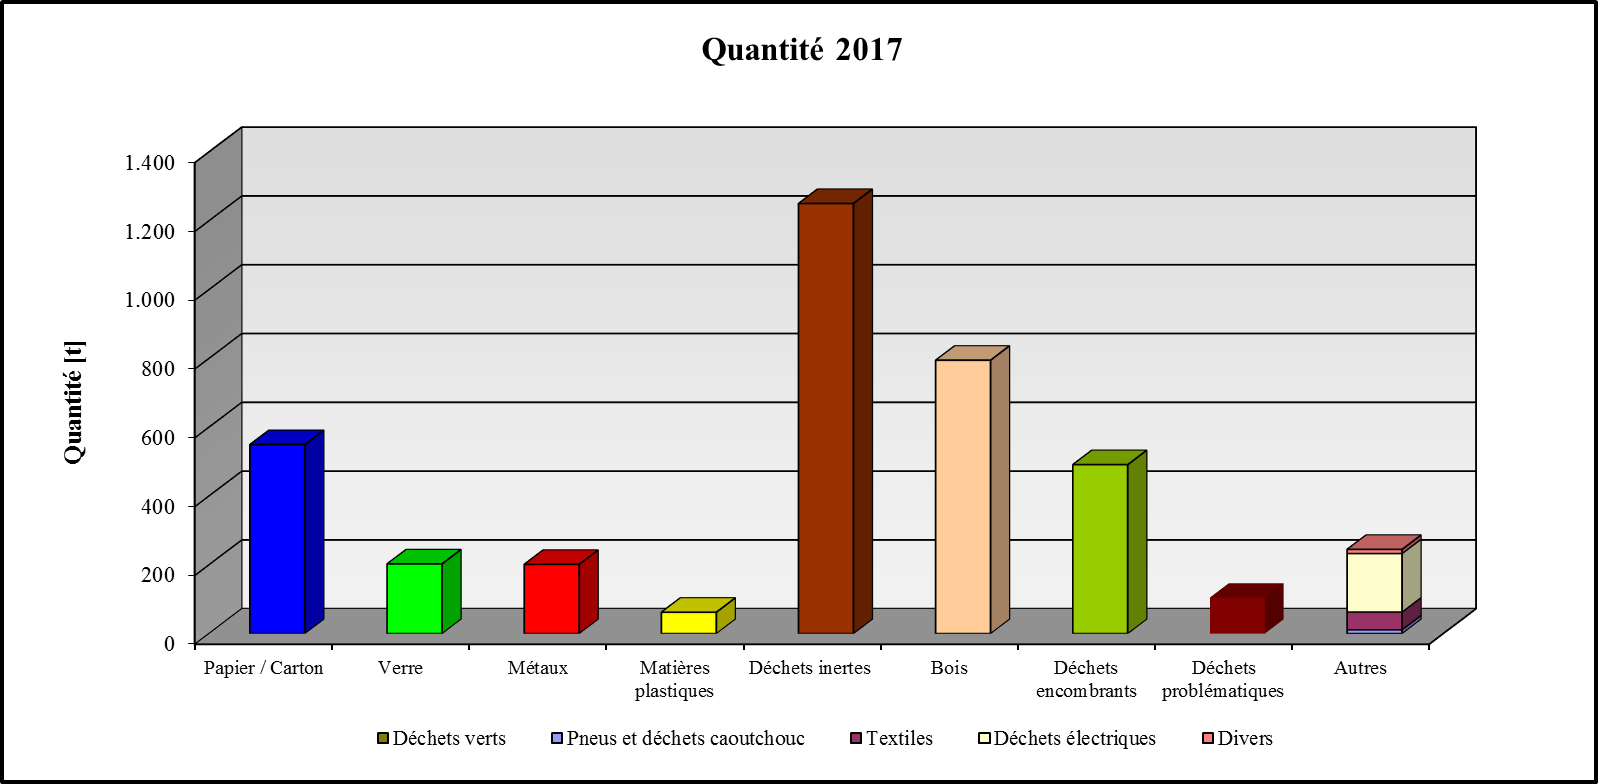 Quantité 2017
1.400
1.200
1.000
800
600
400
200
0
Quantité [t]
Papier / Carton
Verre
Métaux
Matières
plastiques
Déchets inertes
Bois
Déchets
encombrants
Déchets
problématiques
Autres
Déchets verts
Pneus et déchets caoutchouc
Textiles
Déchets électriques
Divers